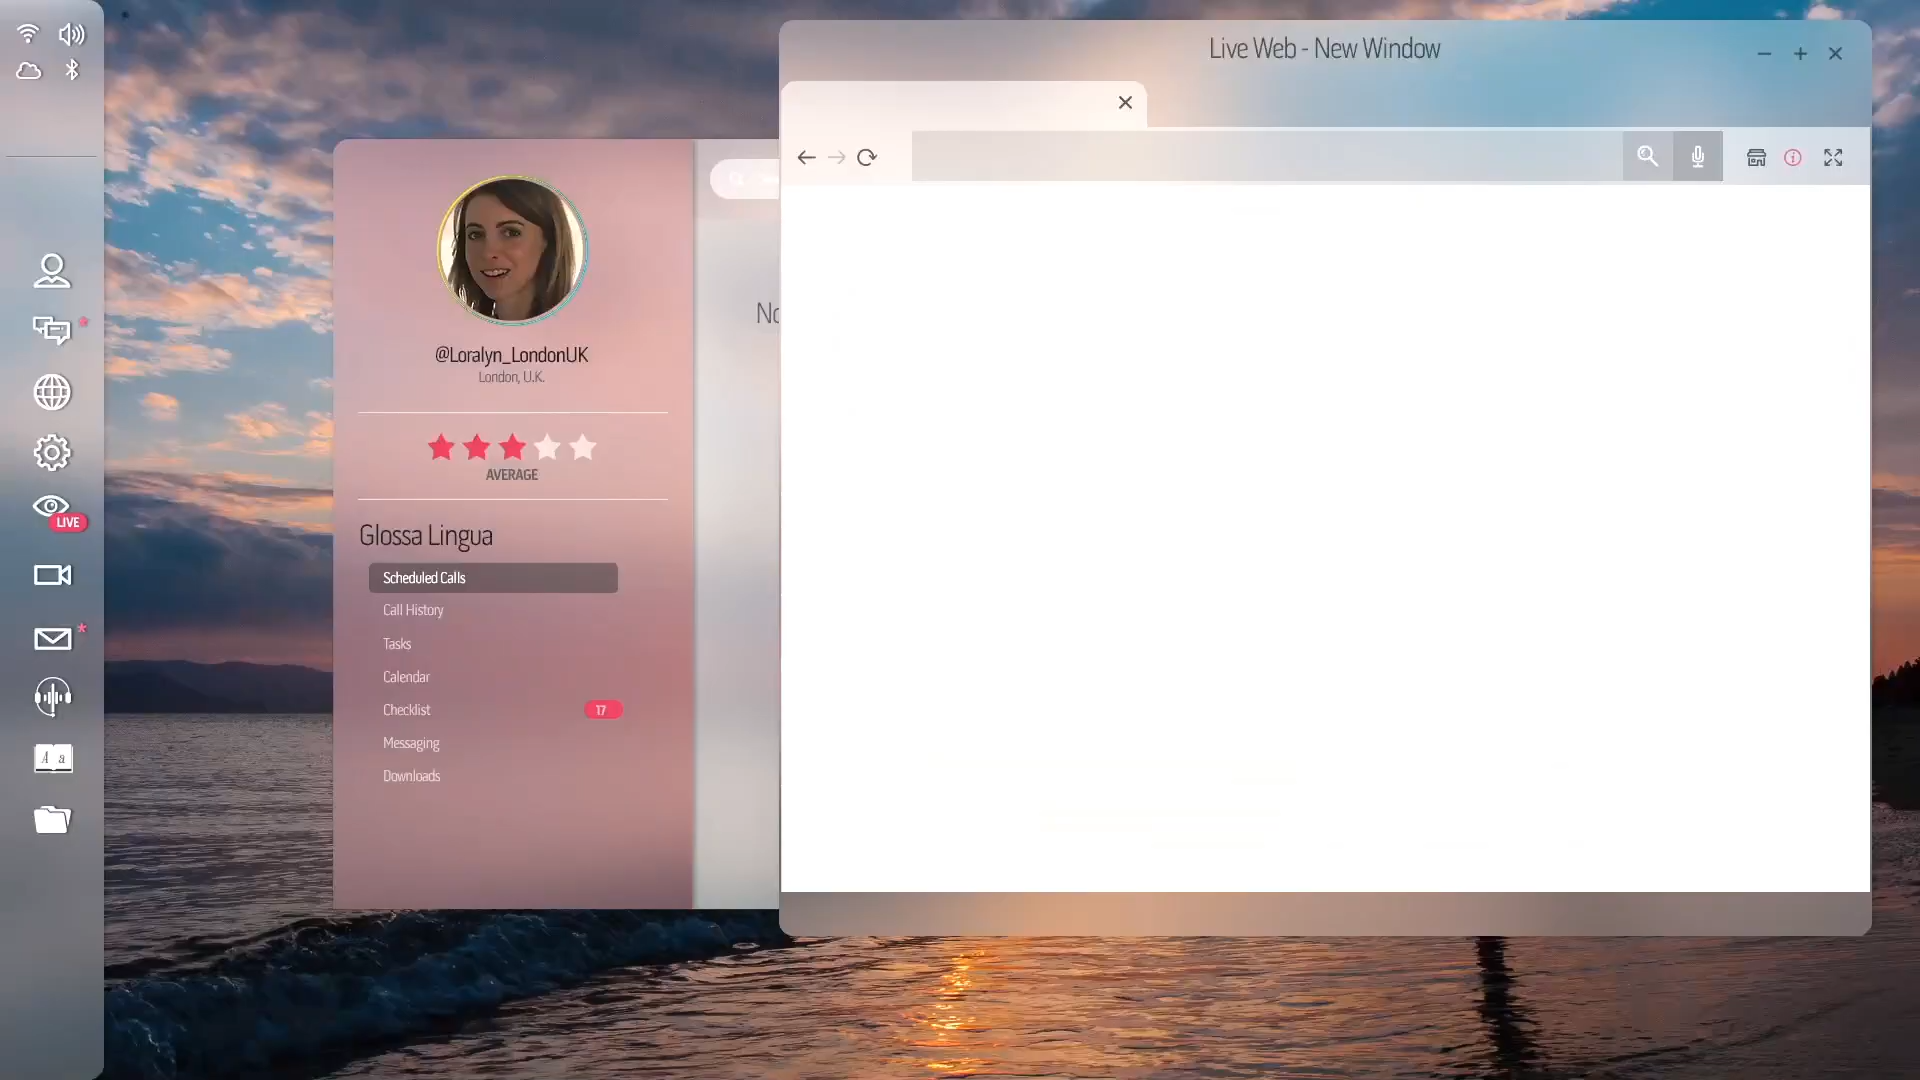 Live Web - New Window
@Loralyn_LondonUK
London, U.K.
AVERAGE
Glossa Lingua
Scheduled Calls
Call History
Tasks
Calendar
Checklist 17
Messaging
Downloads
LIVE
A a